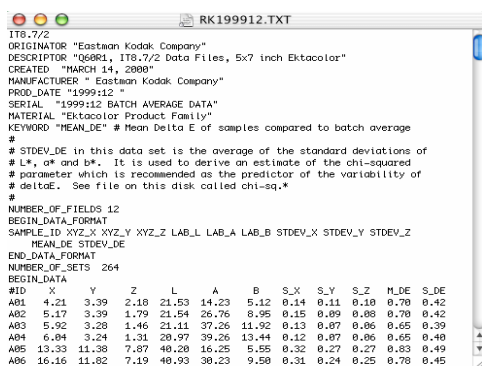 RK199912.TXT
IT8.7/2
ORIGINATOR "Eastman Kodak Company"
DESCRIPTOR "Q60R1, IT8.7/2 Data Files, 5x7 inch Ektacolor"
CREATED "MARCH 14, 2000"
MANUFACTURER " Eastman Kodak Company"
PROD_DATE "1999:12 "
SERIAL "1999:12 BATCH AVERAGE DATA"
MATERIAL "Ektacolor Product Family"
KEYWORD "MEAN_DE" # Mean Delta E of samples compared to batch average
#
# STDEV_DE in this data set is the average of the standard deviations of
# L*, a* and b*. It is used to derive an estimate of the chi-squared
# parameter which is recommended as the predictor of the variability of
# deltaE. See file on this disk called chi-sq.*
#
NUMBER_OF_FIELDS 12
BEGIN_DATA_FORMAT
SAMPLE_ID XYZ_X XYZ_Y XYZ_Z LAB_L LAB_A LAB_B STDEV_X STDEV_Y STDEV_Z
MEAN_DE STDEV_DE
END_DATA_FORMAT
NUMBER_OF_SETS 264
BEGIN_DATA
#ID X Y Z L A B S_X S_Y S_Z M_DE S_DE
A01 4.21 3.39 2.18 21.53 14.23 5.12 0.14 0.11 0.10 0.70 0.42
A02 5.17 3.39 1.79 21.54 26.76 8.95 0.15 0.09 0.08 0.70 0.42
A03 5.92 3.28 1.46 21.11 37.26 11.92 0.13 0.07 0.06 0.65 0.39
A04 6.04 3.24 1.31 20.97 39.26 13.44 0.12 0.07 0.06 0.65 0.40
A05 13.33 11.38 7.87 40.20 16.25 5.55 0.32 0.27 0.27 0.83 0.49
A06 16.16 11.82 7.19 40.93 30.23 9.50 0.31 0.24 0.25 0.78 0.45